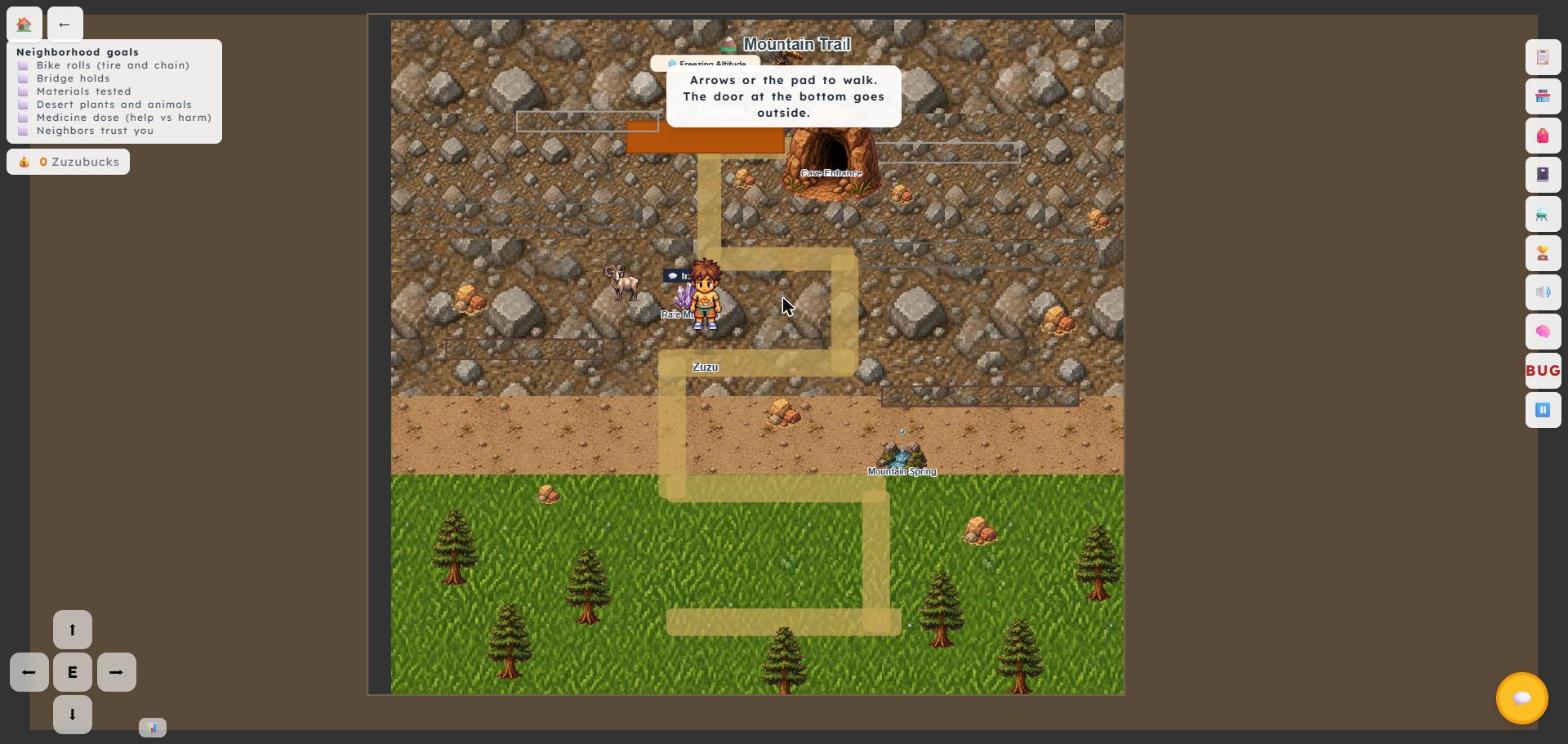 Neighborhood goals
Bike rolls (tire and chain)
Bridge holds
Materials tested
Desert plants and animals
Medicine dose (help vs harm)
Neighbors trust you
0 Zuzubucks
Mountain Trail
Freezing Altitude
Arrows or the pad to walk.
The door at the bottom goes
outside.
Cave Entrance
Rare
Zuzu
Mountain Spring
BUG
E